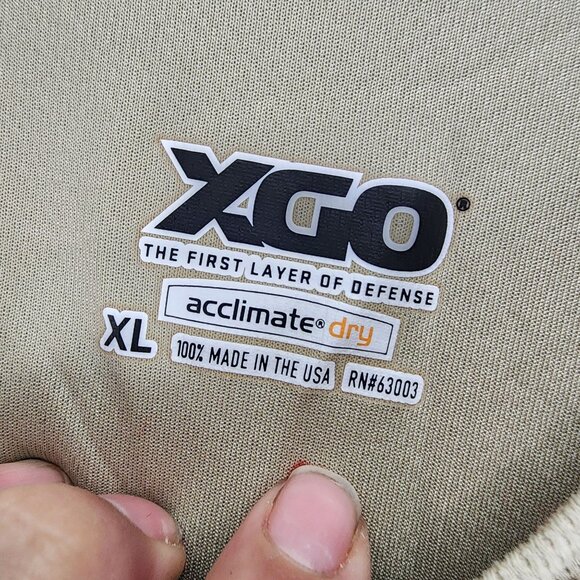 XGO®
THE FIRST LAYER OF DEFENSE
acclimate® dry
XL
100% MADE IN THE USA
RN#63003